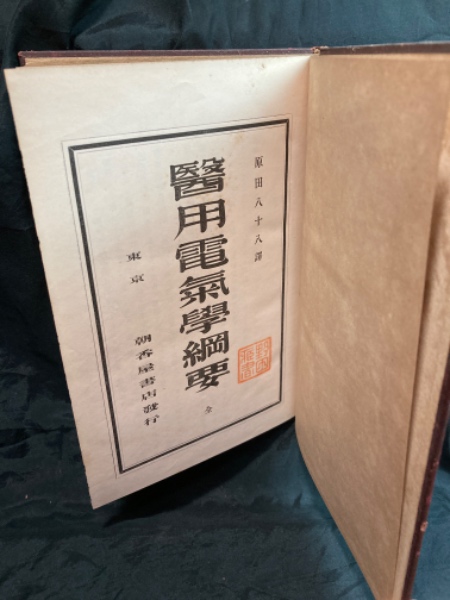 原田八十八譯
醫用電氣學綱要
全
東京
朝香屋書店發行